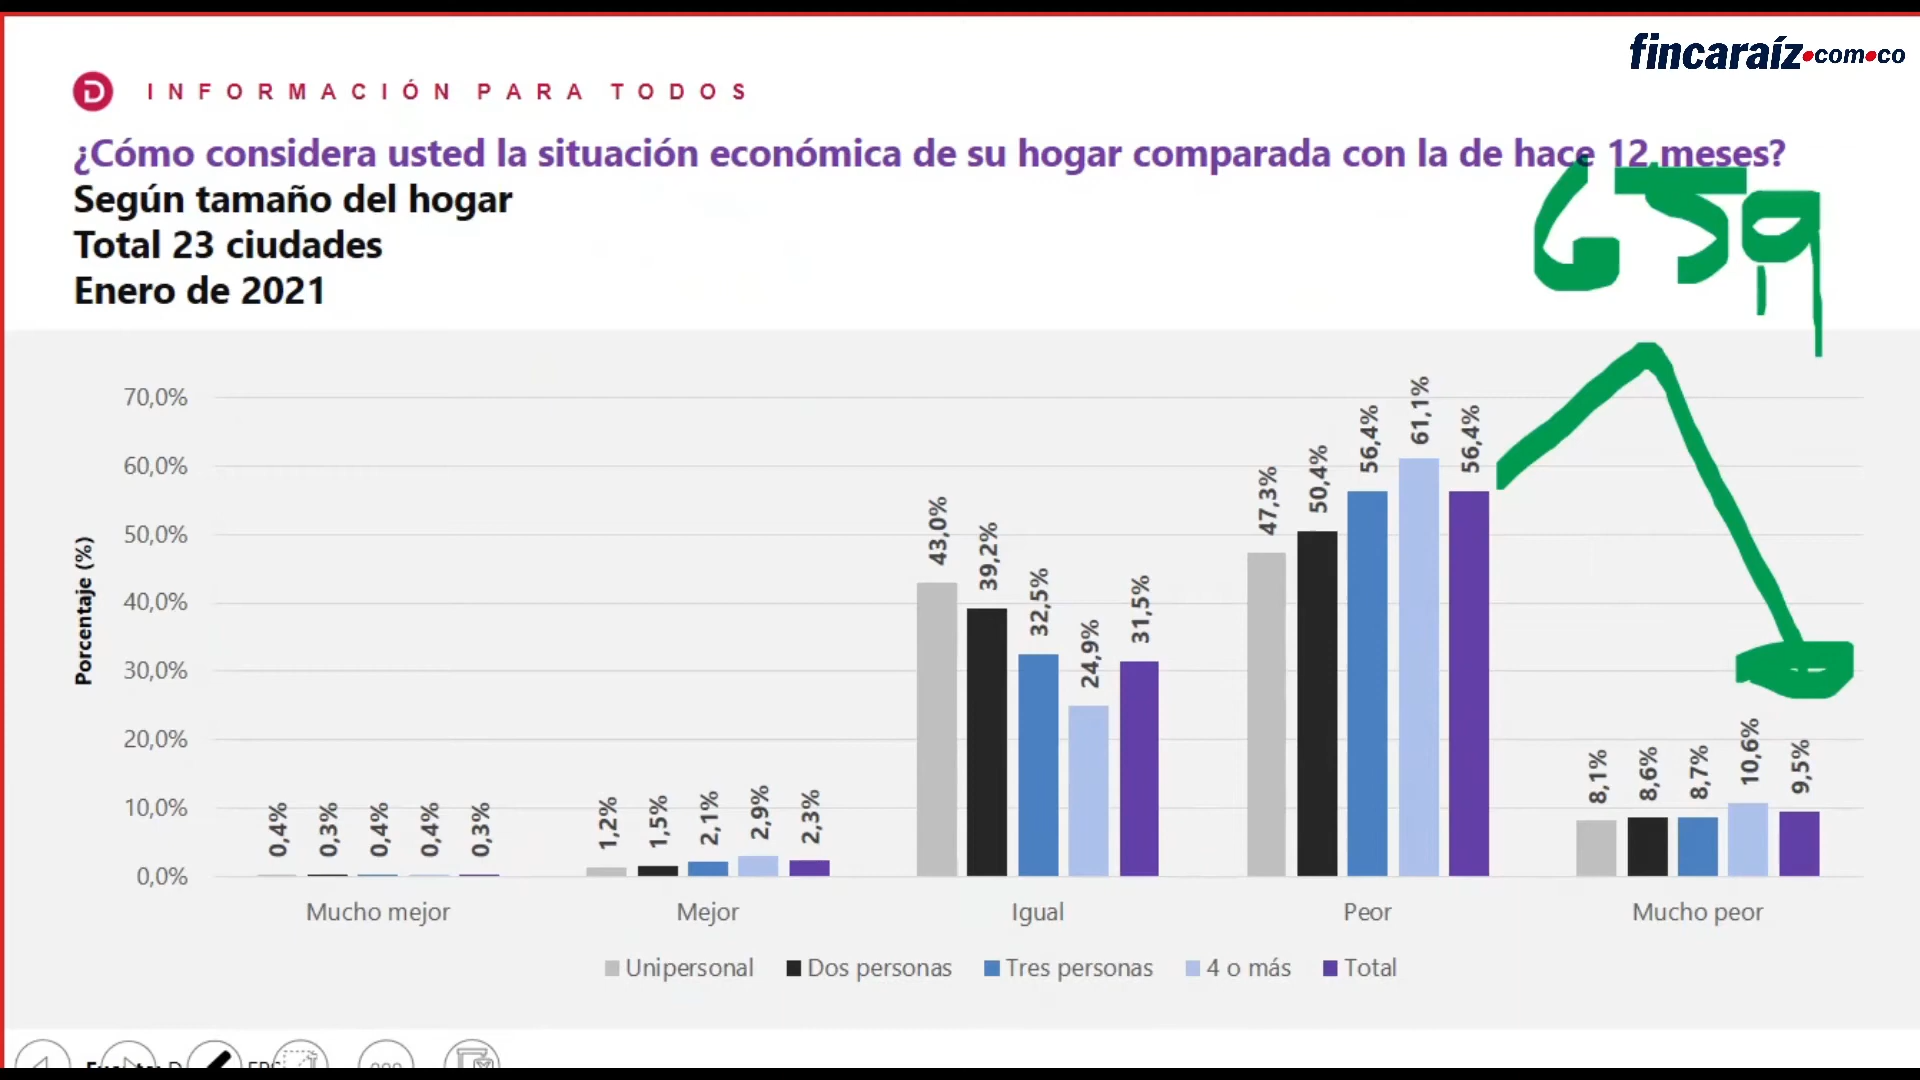 fincaraíz.com.co
INFORMACIÓN PARA TODOS
¿Cómo considera usted la situación económica de su hogar comparada con la de hace 12 meses?
Según tamaño del hogar
Total 23 ciudades
Enero de 2021
70,0%
60,0%
50,0%
40,0%
30,0%
20,0%
10,0%
0,0%
Porcentaje (%)
0,4% 0,3% 0,4% 0,4% 0,3%
1,2% 1,5% 2,1% 2,9% 2,3%
43,0% 39,2% 32,5% 24,9% 31,5%
47,3% 50,4% 56,4% 61,1% 56,4%
8,1% 8,6% 8,7% 10,6% 9,5%
Mucho mejor Mejor Igual Peor Mucho peor
Unipersonal Dos personas Tres personas 4 o más Total